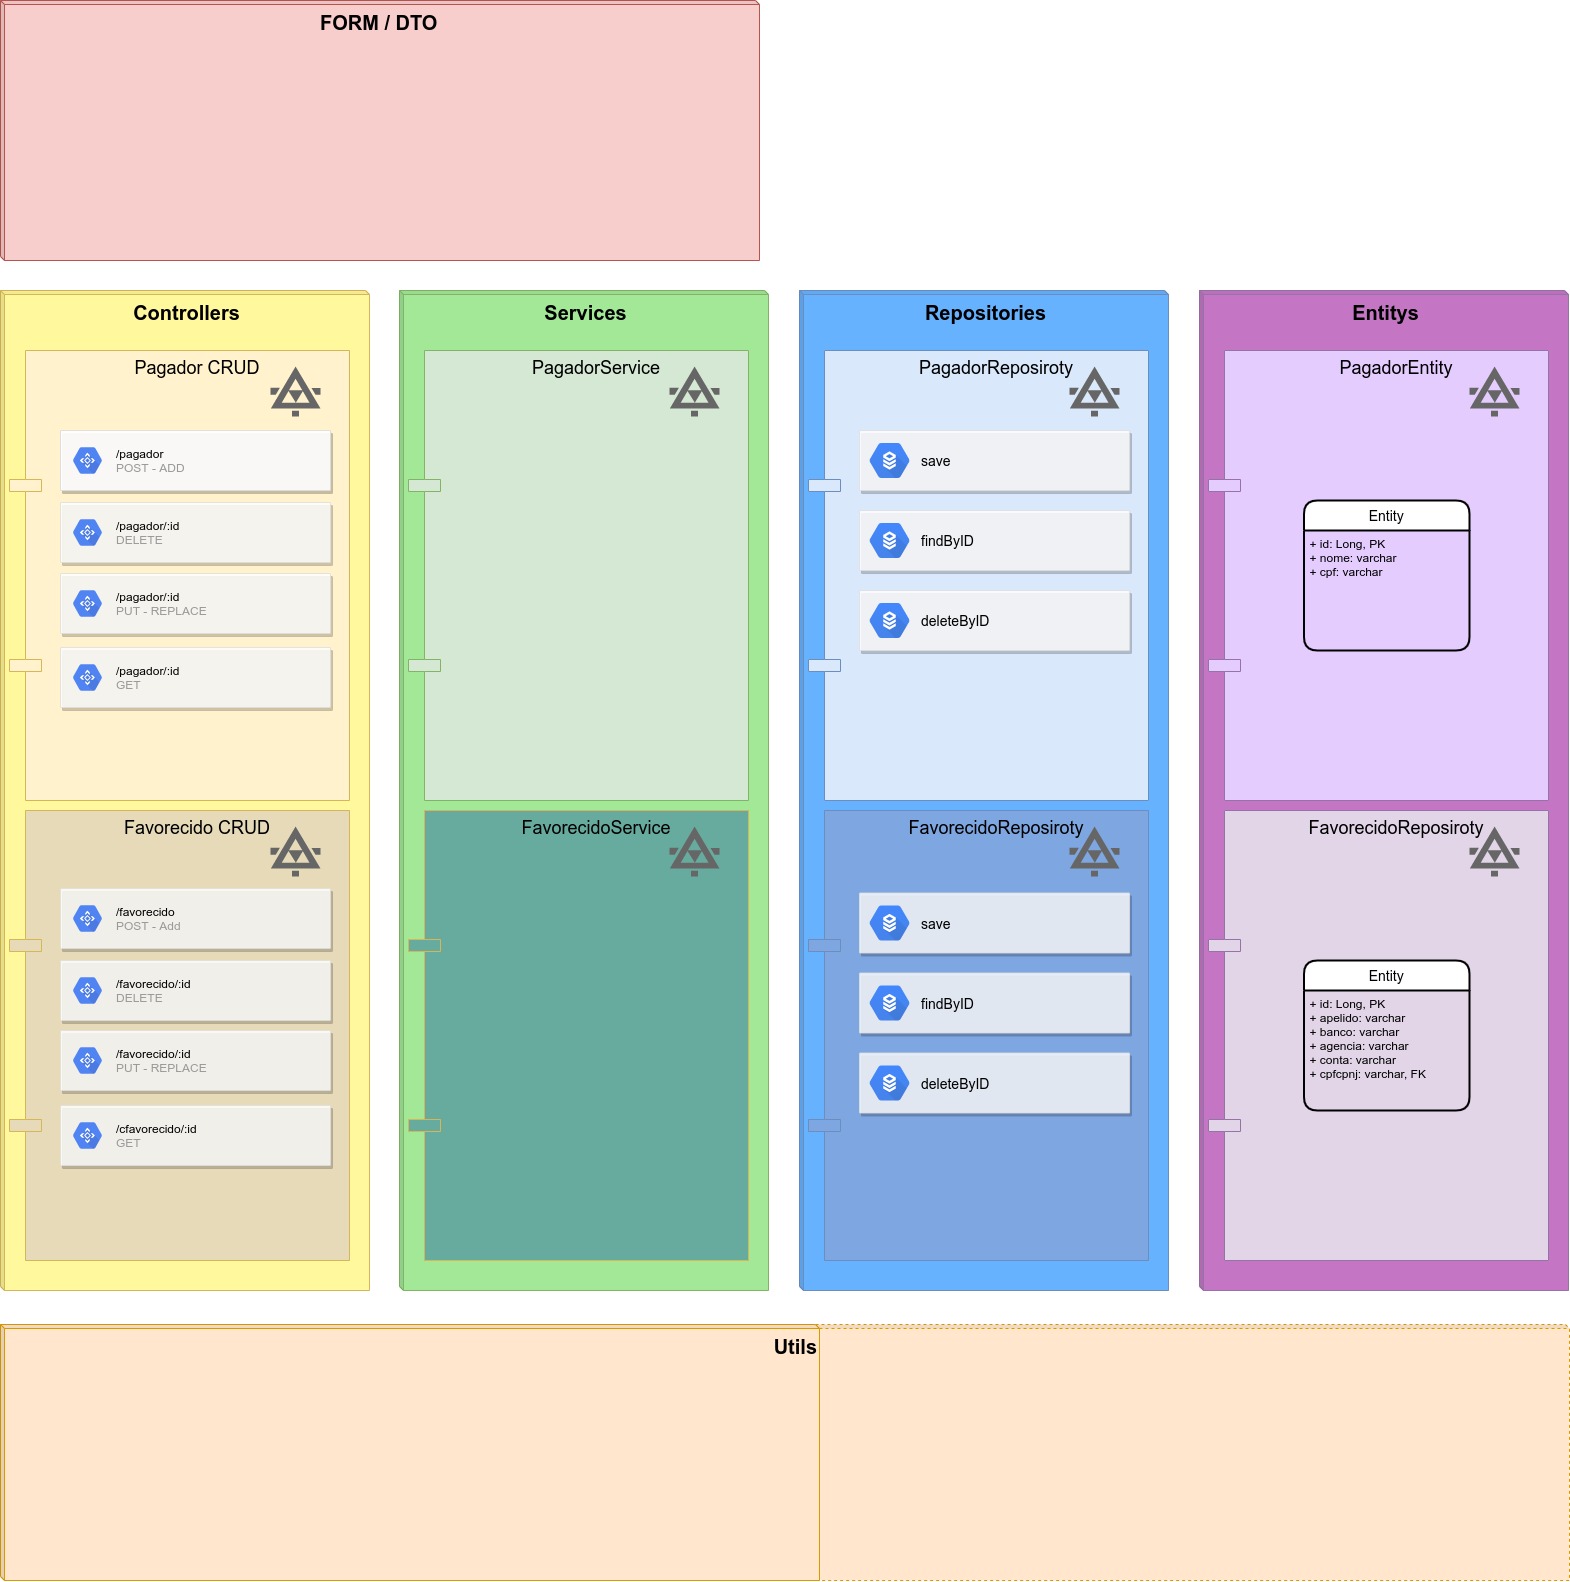 FORM / DTO
Controllers
Pagador CRUD
/pagador
POST - ADD
/pagador/:id
DELETE
/pagador/:id
PUT - REPLACE
/pagador/:id
GET
Favorecido CRUD
/favorecido
POST - Add
/favorecido/:id
DELETE
/favorecido/:id
PUT - REPLACE
/cfavorecido/:id
GET
Services
PagadorService
FavorecidoService
Repositories
PagadorReposiroty
save
findByID
deleteByID
FavorecidoReposiroty
save
findByID
deleteByID
Entitys
PagadorEntity
Entity
+ id: Long, PK
+ nome: varchar
+ cpf: varchar
FavorecidoReposiroty
Entity
+ id: Long, PK
+ apelido: varchar
+ banco: varchar
+ agencia: varchar
+ conta: varchar
+ cpfcpnj: varchar, FK
Utils